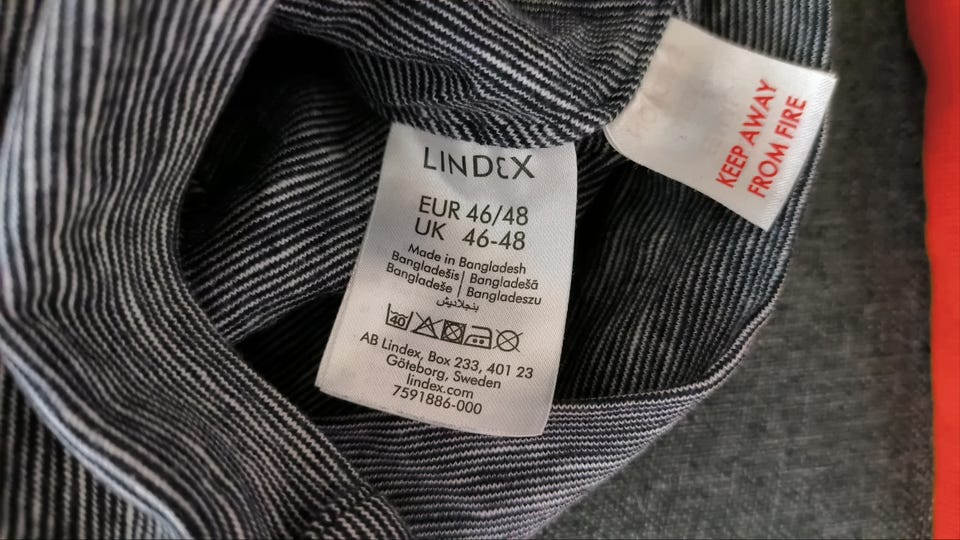 LINDEX
EUR 46/48
UK 46-48
Made in Bangladesh
Bangladešis| Bangladešā
Bangladeše | Bangladeszu
بنجلاديش
40
AB Lindex, Box 233, 401 23
Göteborg, Sweden
lindex.com
7591886-000
KEEP AWAY
FROM FIRE